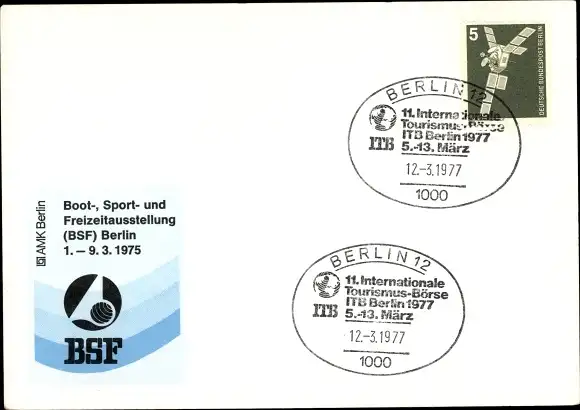 5
DEUTSCHE BUNDESPOST BERLIN
BERLIN 12
11. Internationale
Tourismus-Börse
ITB Berlin 1977
ITB 5.-13. März
12.-3.1977
1000
AMK Berlin
Boot-, Sport- und
Freizeitausstellung
(BSF) Berlin
1. – 9. 3. 1975
BSF
BERLIN 12
11. Internationale
Tourismus-Börse
ITB Berlin 1977
ITB 5.-13. März
12.-3.1977
1000